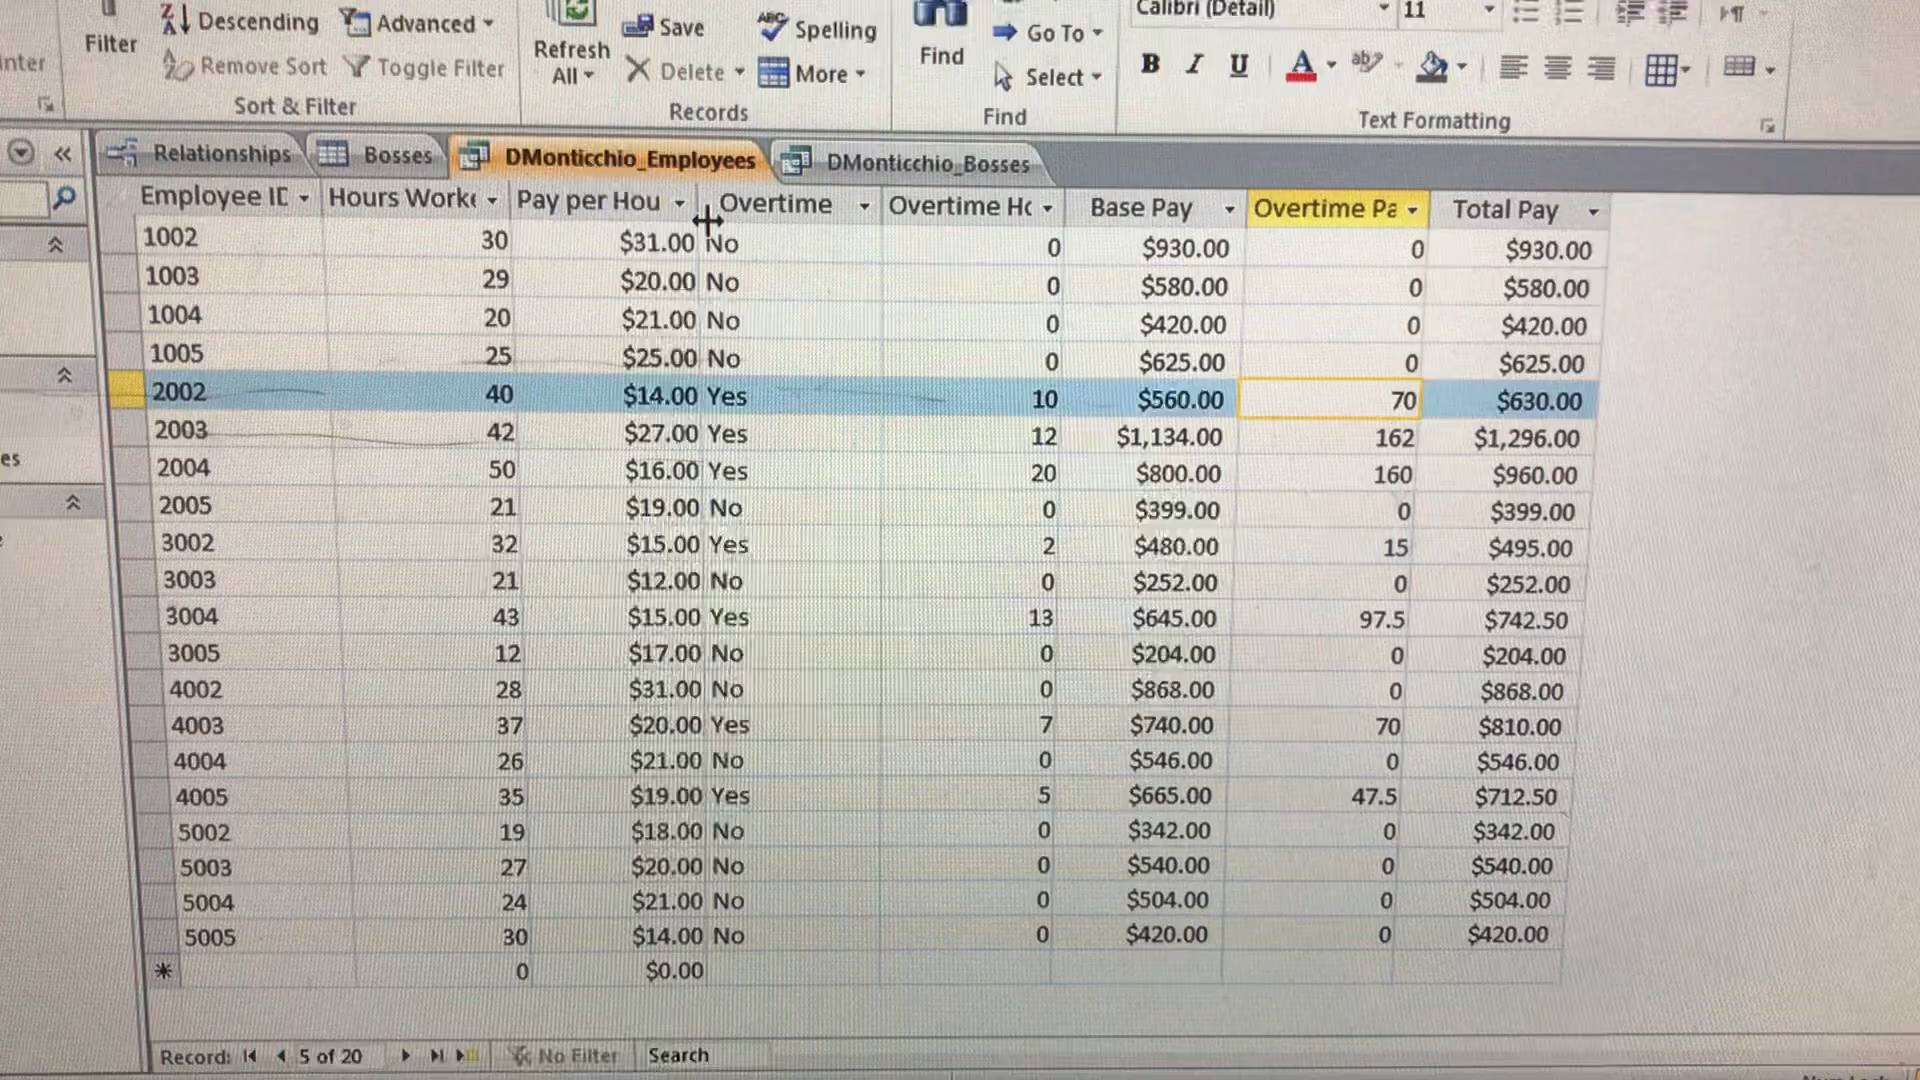 Filter
Descending
Advanced
Remove Sort
Toggle Filter
Sort & Filter
Refresh
All
Save
Spelling
Delete
More
Records
Find
Go To
Select
Find
Calibri (Detail)
11
B I U
A
Text Formatting
Relationships
Bosses
DMonticchio_Employees
DMonticchio_Bosses
Hours Worke
Pay per Hou
Overtime
Base Pay
Overtime Pa
Total Pay
1002 30 $31.00 No 0 $930.00 0 $930.00
1003 29 $20.00 No 0 $580.00 0 $580.00
1004 20 $21.00 No 0 $420.00 0 $420.00
1005 25 $25.00 No 0 $625.00 0 $625.00
2002 40 $14.00 Yes 10 $560.00 70 $630.00
2003 42 $27.00 Yes 12 $1,134.00 162 $1,296.00
2004 50 $16.00 Yes 20 $800.00 160 $960.00
2005 21 $19.00 No 0 $399.00 0 $399.00
3002 32 $15.00 Yes 2 $480.00 15 $495.00
3003 21 $12.00 No 0 $252.00 0 $252.00
3004 43 $15.00 Yes 13 $645.00 97.5 $742.50
3005 12 $17.00 No 0 $204.00 0 $204.00
4002 28 $31.00 No 0 $868.00 0 $868.00
4003 37 $20.00 Yes 7 $740.00 70 $810.00
4004 26 $21.00 No 0 $546.00 0 $546.00
4005 35 $19.00 Yes 5 $665.00 47.5 $712.50
5002 19 $18.00 No 0 $342.00 0 $342.00
5003 27 $20.00 No 0 $540.00 0 $540.00
5004 24 $21.00 No 0 $504.00 0 $504.00
5005 30 $14.00 No 0 $420.00 0 $420.00
* 0 $0.00
Record: 5 of 20 No Filter Search